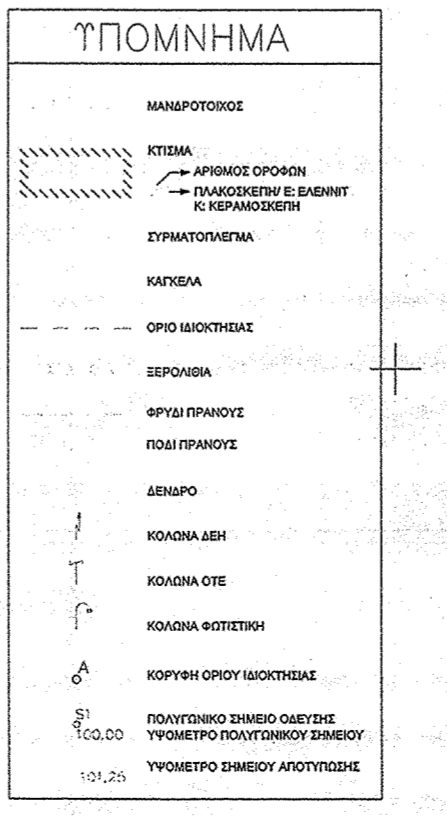 ΥΠΟΜΝΗΜΑ
ΜΑΝΔΡΟΤΟΙΧΟΣ
ΚΤΙΣΜΑ
ΑΡΙΘΜΟΣ ΟΡΟΦΩΝ
ΠΛΑΚΟΣΚΕΠΗ/ Ε: ΕΛΕΝΝΙΤ
Κ: ΚΕΡΑΜΟΣΚΕΠΗ
ΣΥΡΜΑΤΟΠΛΕΓΜΑ
ΚΑΓΚΕΛΑ
ΟΡΙΟ ΙΔΙΟΚΤΗΣΙΑΣ
ΞΕΡΟΛΙΘΙΑ
ΦΡΥΔΙ ΠΡΑΝΟΥΣ
ΠΟΔΙ ΠΡΑΝΟΥΣ
ΔΕΝΔΡΟ
ΚΟΛΩΝΑ ΔΕΗ
ΚΟΛΩΝΑ ΟΤΕ
ΚΟΛΩΝΑ ΦΩΤΙΣΤΙΚΗ
Α ΚΟΡΥΦΗ ΟΡΙΟΥ ΙΔΙΟΚΤΗΣΙΑΣ
S1 ΠΟΛΥΓΩΝΙΚΟ ΣΗΜΕΙΟ ΟΔΕΥΣΗΣ
100,00 ΥΨΟΜΕΤΡΟ ΠΟΛΥΓΩΝΙΚΟΥ ΣΗΜΕΙΟΥ
101,25 ΥΨΟΜΕΤΡΟ ΣΗΜΕΙΟΥ ΑΠΟΤΥΠΩΣΗΣ